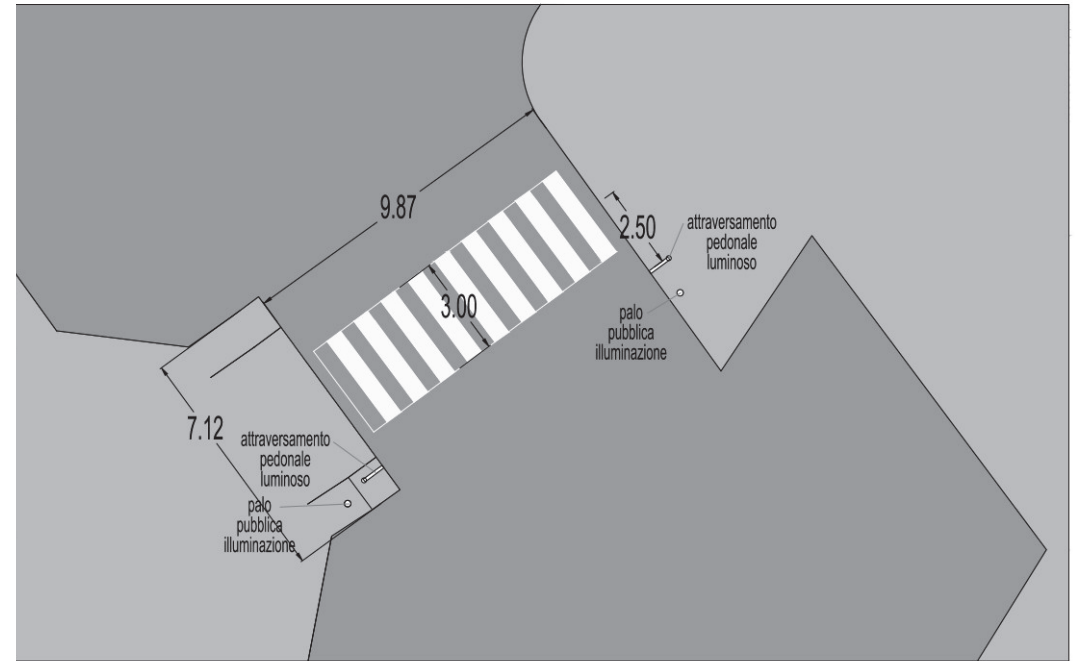 9.87
2.50
attraversamento
pedonale
luminoso
3.00
palo
pubblica
illuminazione
7.12
attraversamento
pedonale
luminoso
palo
pubblica
illuminazione